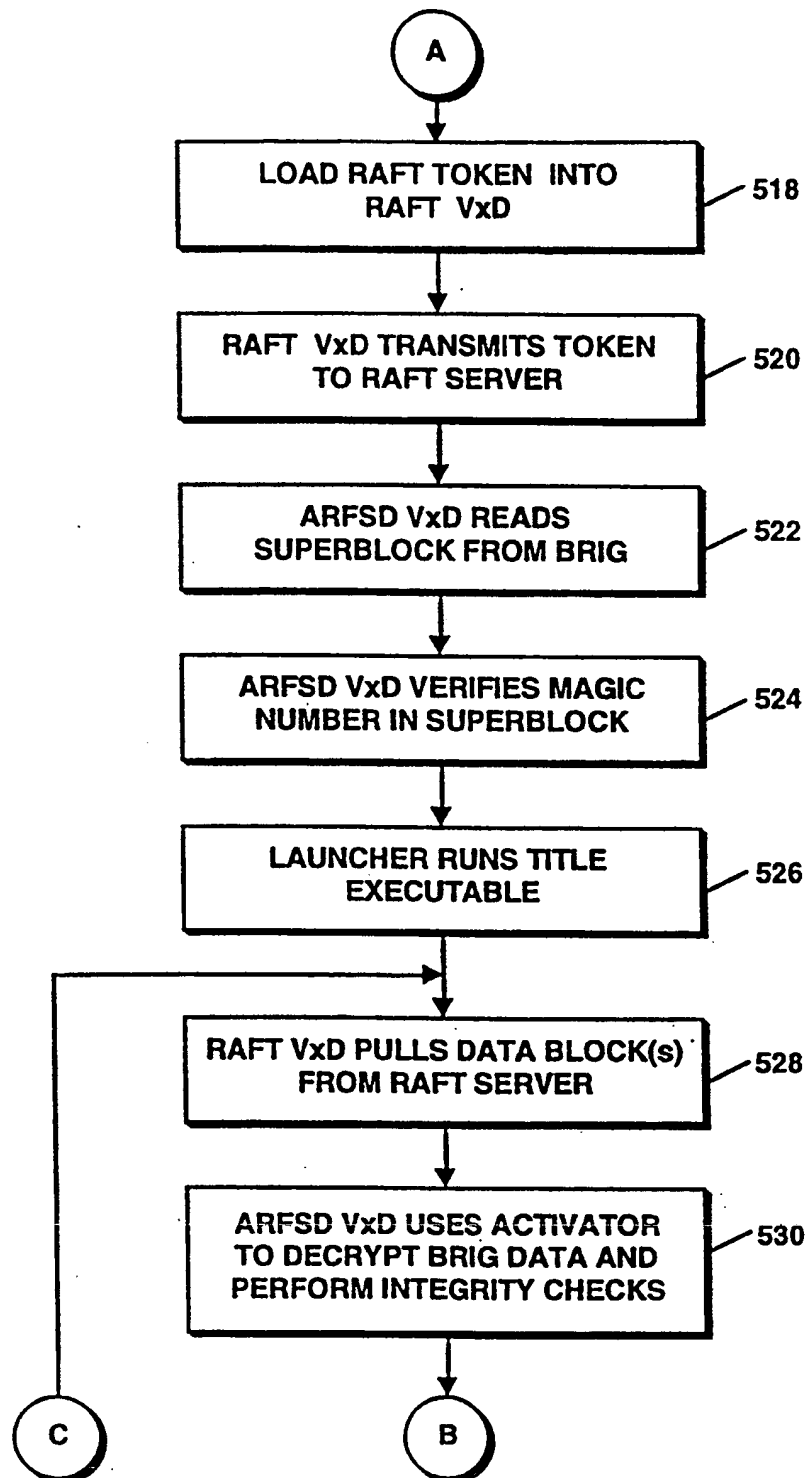 A
LOAD RAFT TOKEN INTO
RAFT VxD
518
RAFT VxD TRANSMITS TOKEN
TO RAFT SERVER
520
ARFSD VxD READS
SUPERBLOCK FROM BRIG
522
ARFSD VxD VERIFIES MAGIC
NUMBER IN SUPERBLOCK
524
LAUNCHER RUNS TITLE
EXECUTABLE
526
RAFT VxD PULLS DATA BLOCK(s)
FROM RAFT SERVER
528
ARFSD VxD USES ACTIVATOR
TO DECRYPT BRIG DATA AND
PERFORM INTEGRITY CHECKS
530
C
B